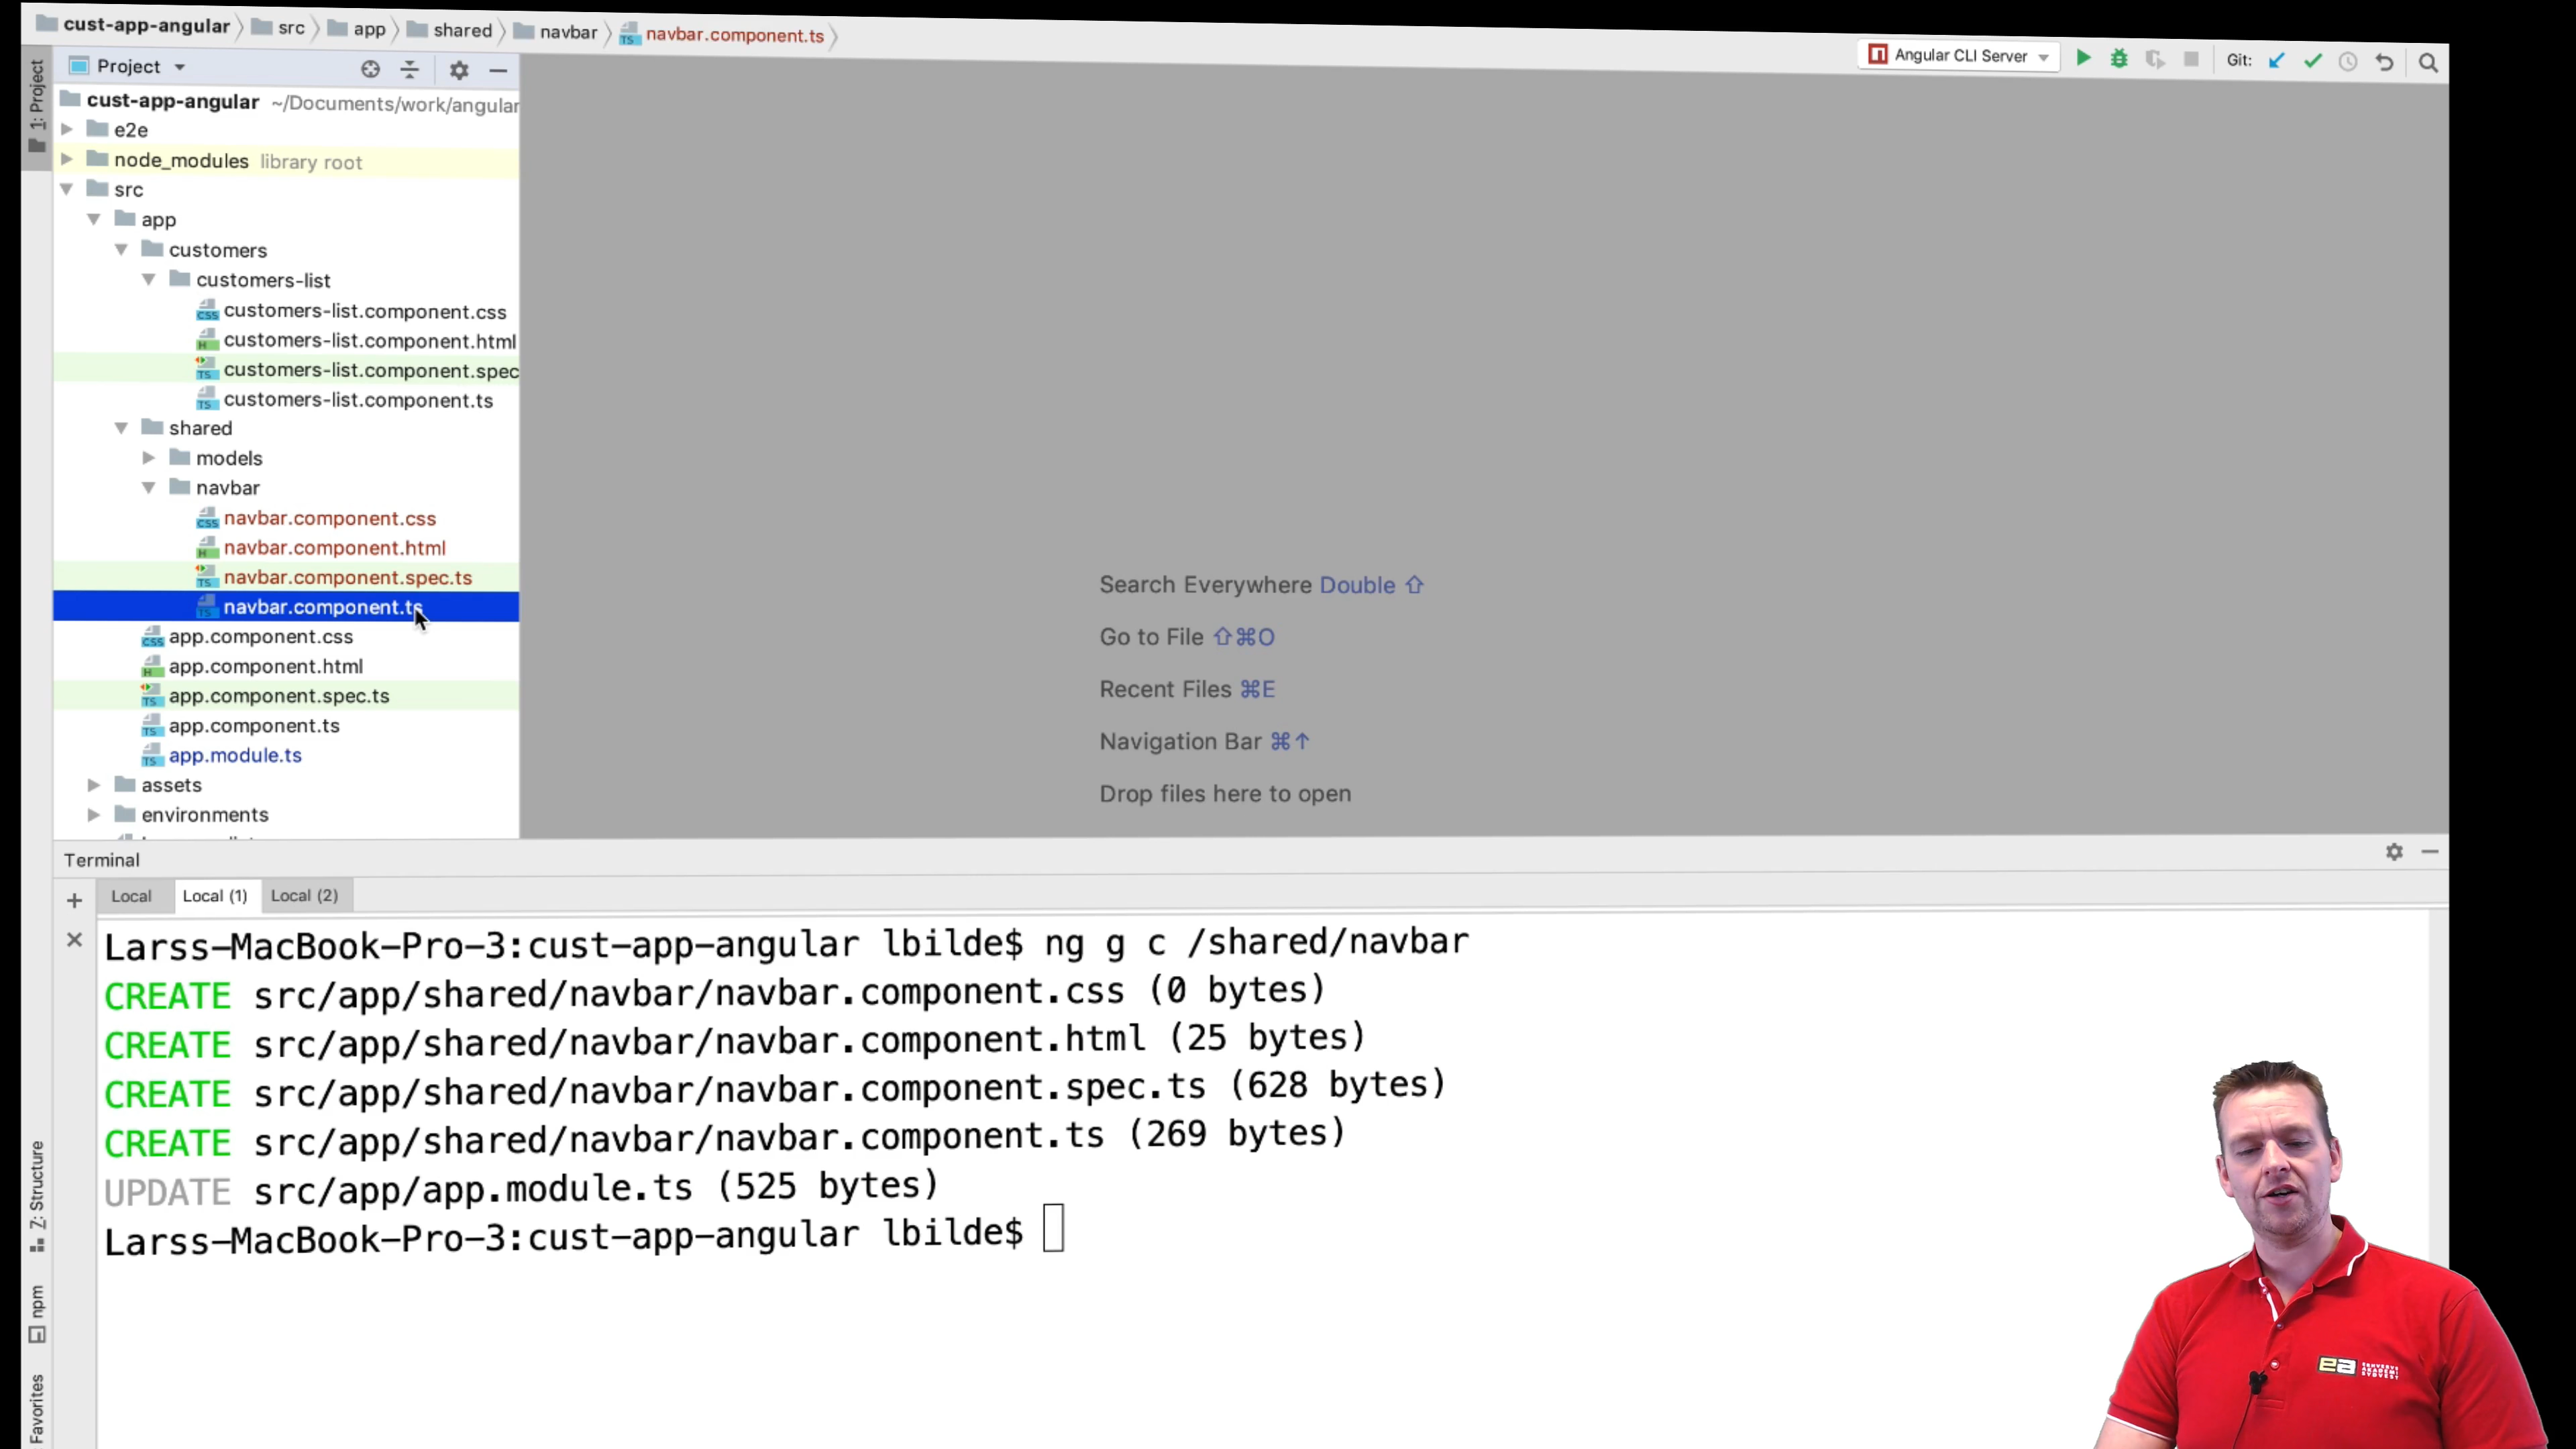 cust-app-angular src app shared navbar navbar.component.ts
Angular CLI Server Git:
1: Project
Project
cust-app-angular ~/Documents/work/angular
e2e
node_modules library root
src
app
customers
customers-list
customers-list.component.css
customers-list.component.html
customers-list.component.spec
customers-list.component.ts
shared
models
navbar
navbar.component.css
navbar.component.html
navbar.component.spec.ts
navbar.component.ts
app.component.css
app.component.html
app.component.spec.ts
app.component.ts
app.module.ts
assets
environments
Search Everywhere Double ⇧
Go to File ⇧⌘O
Recent Files ⌘E
Navigation Bar ⌘↑
Drop files here to open
Terminal
Local Local (1) Local (2)
Larss-MacBook-Pro-3:cust-app-angular lbilde$ ng g c /shared/navbar
CREATE src/app/shared/navbar/navbar.component.css (0 bytes)
CREATE src/app/shared/navbar/navbar.component.html (25 bytes)
CREATE src/app/shared/navbar/navbar.component.spec.ts (628 bytes)
CREATE src/app/shared/navbar/navbar.component.ts (269 bytes)
UPDATE src/app/app.module.ts (525 bytes)
Larss-MacBook-Pro-3:cust-app-angular lbilde$
Z: Structure
npm
Favorites
ea